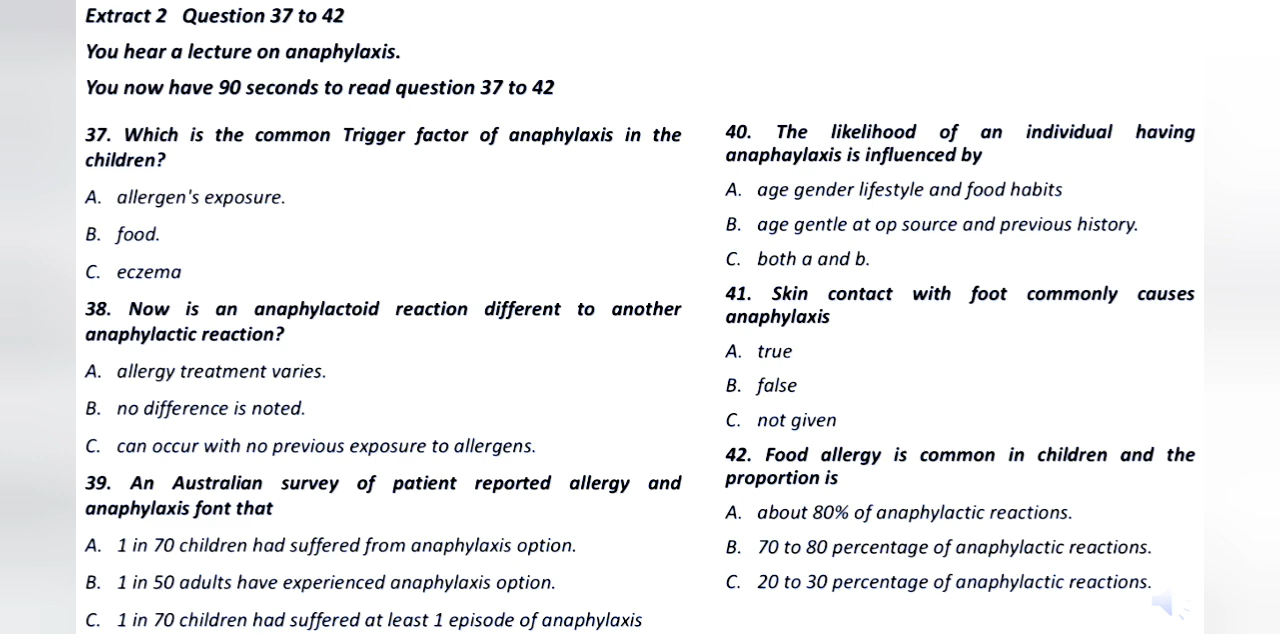 Extract 2 Question 37 to 42
You hear a lecture on anaphylaxis.
You now have 90 seconds to read question 37 to 42
37. Which is the common Trigger factor of anaphylaxis in the
children?
A. allergen's exposure.
B. food.
C. eczema
38. Now is an anaphylactoid reaction different to another
anaphylactic reaction?
A. allergy treatment varies.
B. no difference is noted.
C. can occur with no previous exposure to allergens.
39. An Australian survey of patient reported allergy and
anaphylaxis font that
A. 1 in 70 children had suffered from anaphylaxis option.
B. 1 in 50 adults have experienced anaphylaxis option.
C. 1 in 70 children had suffered at least 1 episode of anaphylaxis
40. The likelihood of an individual having
anaphaylaxis is influenced by
A. age gender lifestyle and food habits
B. age gentle at op source and previous history.
C. both a and b.
41. Skin contact with foot commonly causes
anaphylaxis
A. true
B. false
C. not given
42. Food allergy is common in children and the
proportion is
A. about 80% of anaphylactic reactions.
B. 70 to 80 percentage of anaphylactic reactions.
C. 20 to 30 percentage of anaphylactic reactions.